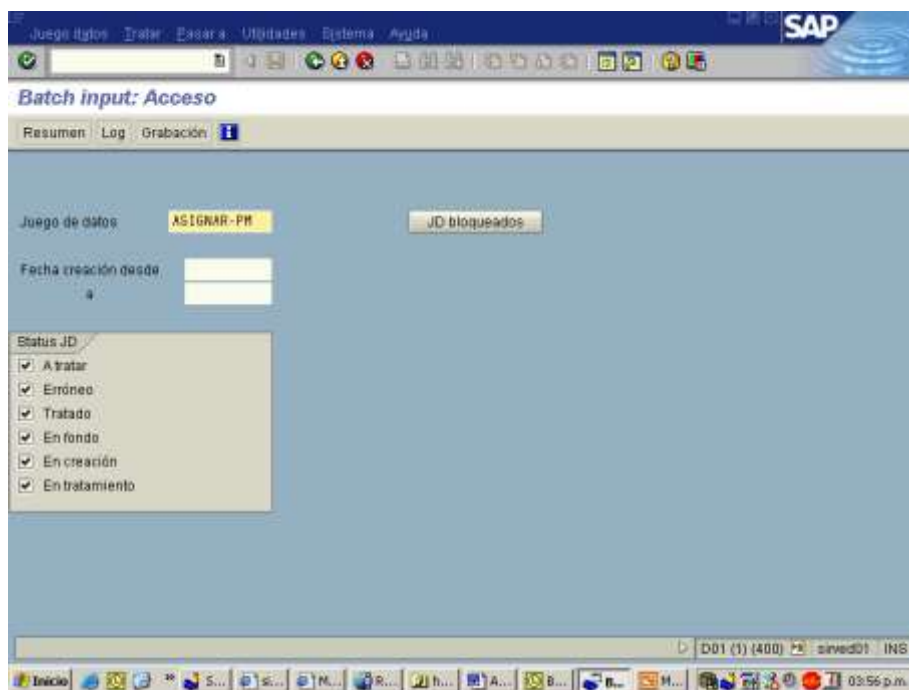 Juego datos Tratar Pasar a Utilidades Sistema Ayuda
SAP
Batch input: Acceso
Resumen Log Grabación
Juego de datos ASIGNAR-PM JD bloqueados
Fecha creación desde
a
Status JD
A tratar
Erróneo
Tratado
En fondo
En creación
En tratamiento
D01 (1) (400) sirved01 INS
Inicio S... si... M... R... h... A... B... B... M... 03:56 p.m.